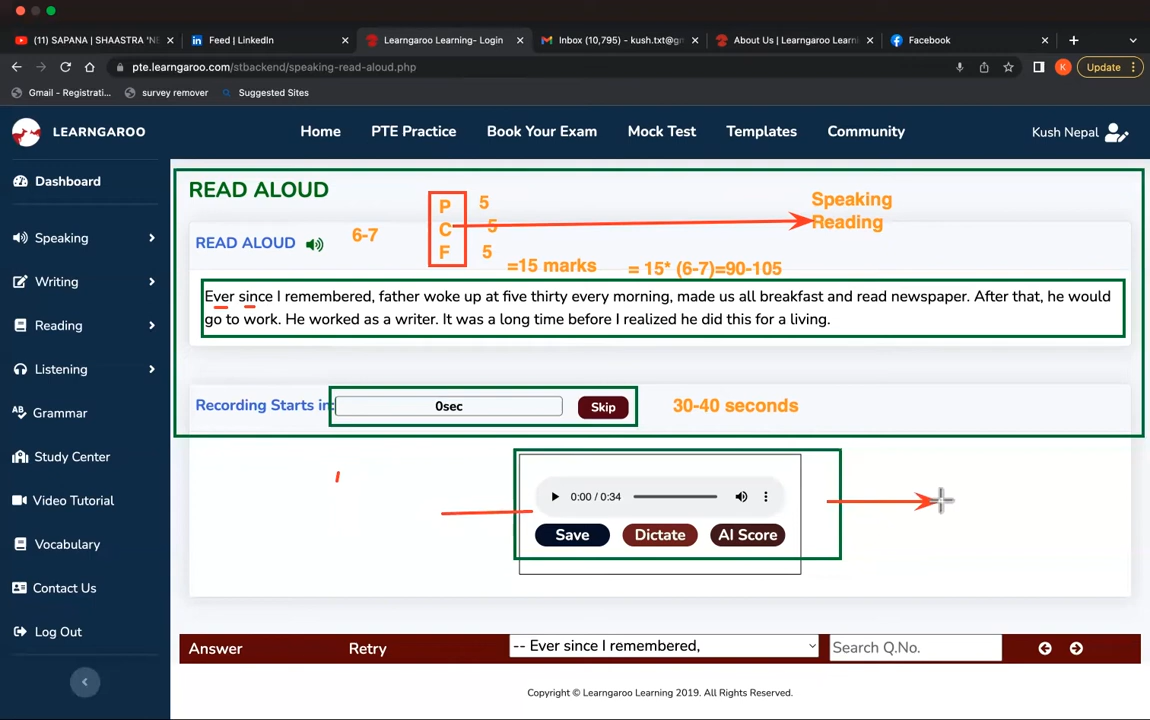 (11) SAPANA | SHAASTRA 'NE
Feed | LinkedIn
Learngaroo Learning- Login
Inbox (10,795) - kush.txt@gm
About Us | Learngaroo Learni
Facebook
pte.learngaroo.com/stbackend/speaking-read-aloud.php
K
Update
Gmail - Registrati...
survey remover
Suggested Sites
LEARNGAROO
Home
PTE Practice
Book Your Exam
Mock Test
Templates
Community
Kush Nepal
Dashboard
Speaking
Writing
Reading
Listening
Grammar
Study Center
Video Tutorial
Vocabulary
Contact Us
Log Out
READ ALOUD
P 5
C 5
F 5
Speaking
Reading
READ ALOUD
6-7
=15 marks
= 15* (6-7)=90-105
Ever since I remembered, father woke up at five thirty every morning, made us all breakfast and read newspaper. After that, he would
go to work. He worked as a writer. It was a long time before I realized he did this for a living.
Recording Starts in:
0sec
Skip
30-40 seconds
0:00 / 0:34
Save
Dictate
AI Score
Answer
Retry
-- Ever since I remembered,
Search Q.No.
Copyright © Learngaroo Learning 2019. All Rights Reserved.